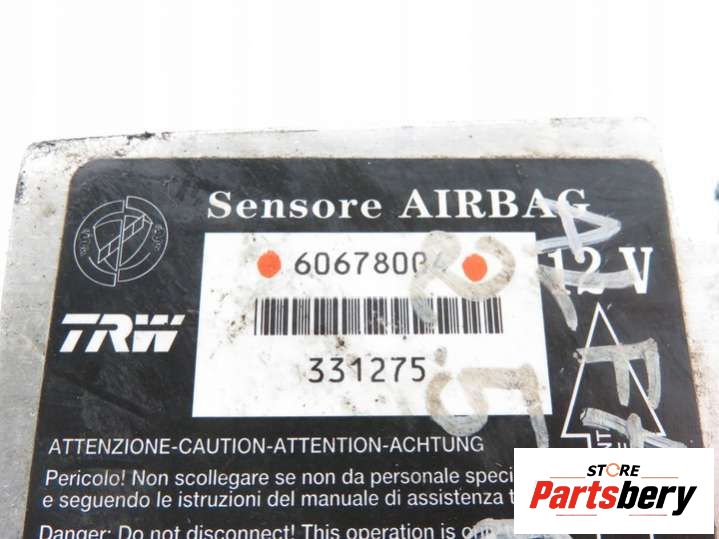 Sensore AIRBAG
60678004
12 V
TRW
331275
ATTENZIONE-CAUTION-ATTENTION-ACHTUNG
Pericolo! Non scollegare se non da personale
e seguendo le istruzioni del manuale di assistenza
Danger: Do not disconnect! This operation is
STORE
Partsbery